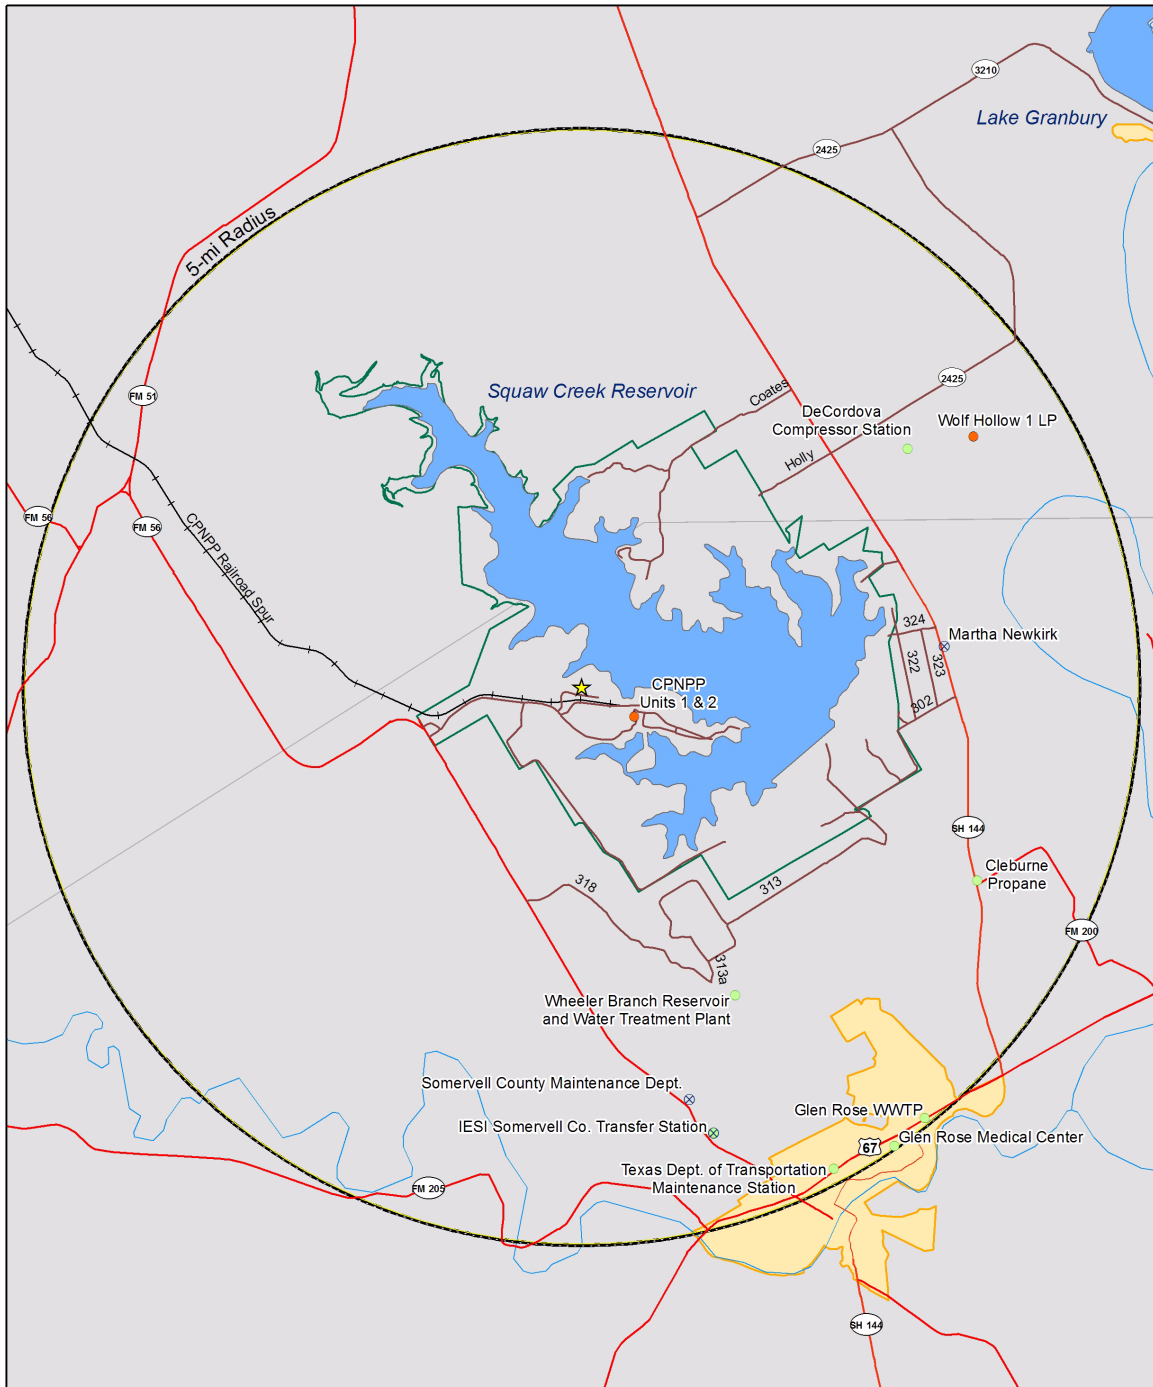 3210
Lake Granbury
2425
5-mi Radius
2425
FM 51
Squaw Creek Reservoir
Coates
DeCordova
Compressor Station
Wolf Hollow 1 LP
Holly
FM 56
FM 56
CPNPP Railroad Spur
324
Martha Newkirk
322
323
302
CPNPP
Units 1 & 2
SH 144
Cleburne
Propane
318
313
FM 200
313a
Wheeler Branch Reservoir
and Water Treatment Plant
Somervell County Maintenance Dept.
Glen Rose WWTP
IESI Somervell Co. Transfer Station
67
Glen Rose Medical Center
Texas Dept. of Transportation
Maintenance Station
FM 205
SH 144